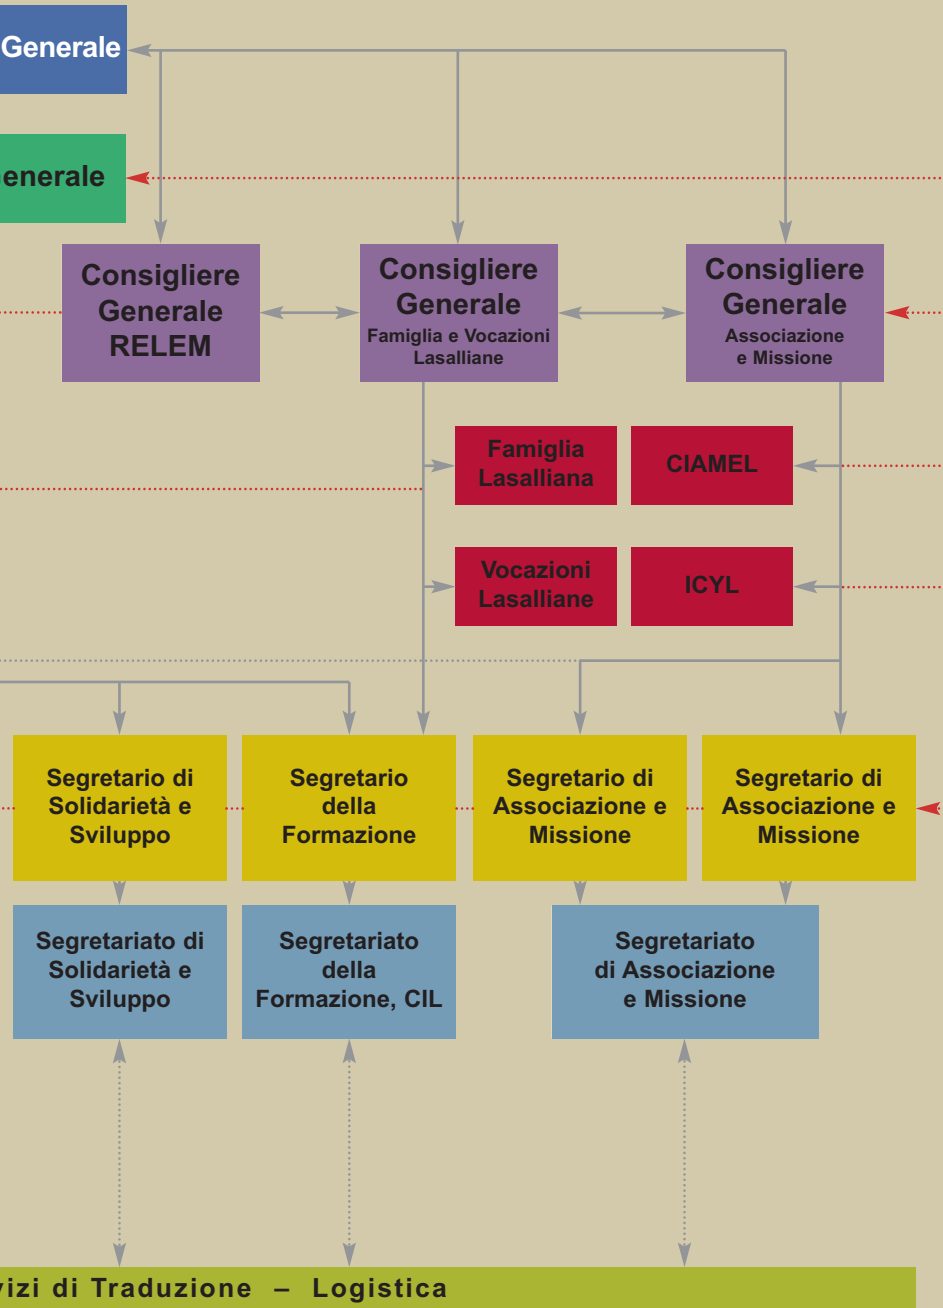 Generale
enerale
Consigliere
Generale
RELEM
Consigliere
Generale
Famiglia e Vocazioni
Lasalliane
Consigliere
Generale
Associazione
e Missione
Famiglia
Lasalliana
CIAMEL
Vocazioni
Lasalliane
ICYL
Segretario di
Solidarietà e
Sviluppo
Segretario
della
Formazione
Segretario di
Associazione e
Missione
Segretario di
Associazione e
Missione
Segretariato di
Solidarietà e
Sviluppo
Segretariato
della
Formazione, CIL
Segretariato
di Associazione
e Missione
vizi di Traduzione – Logistica